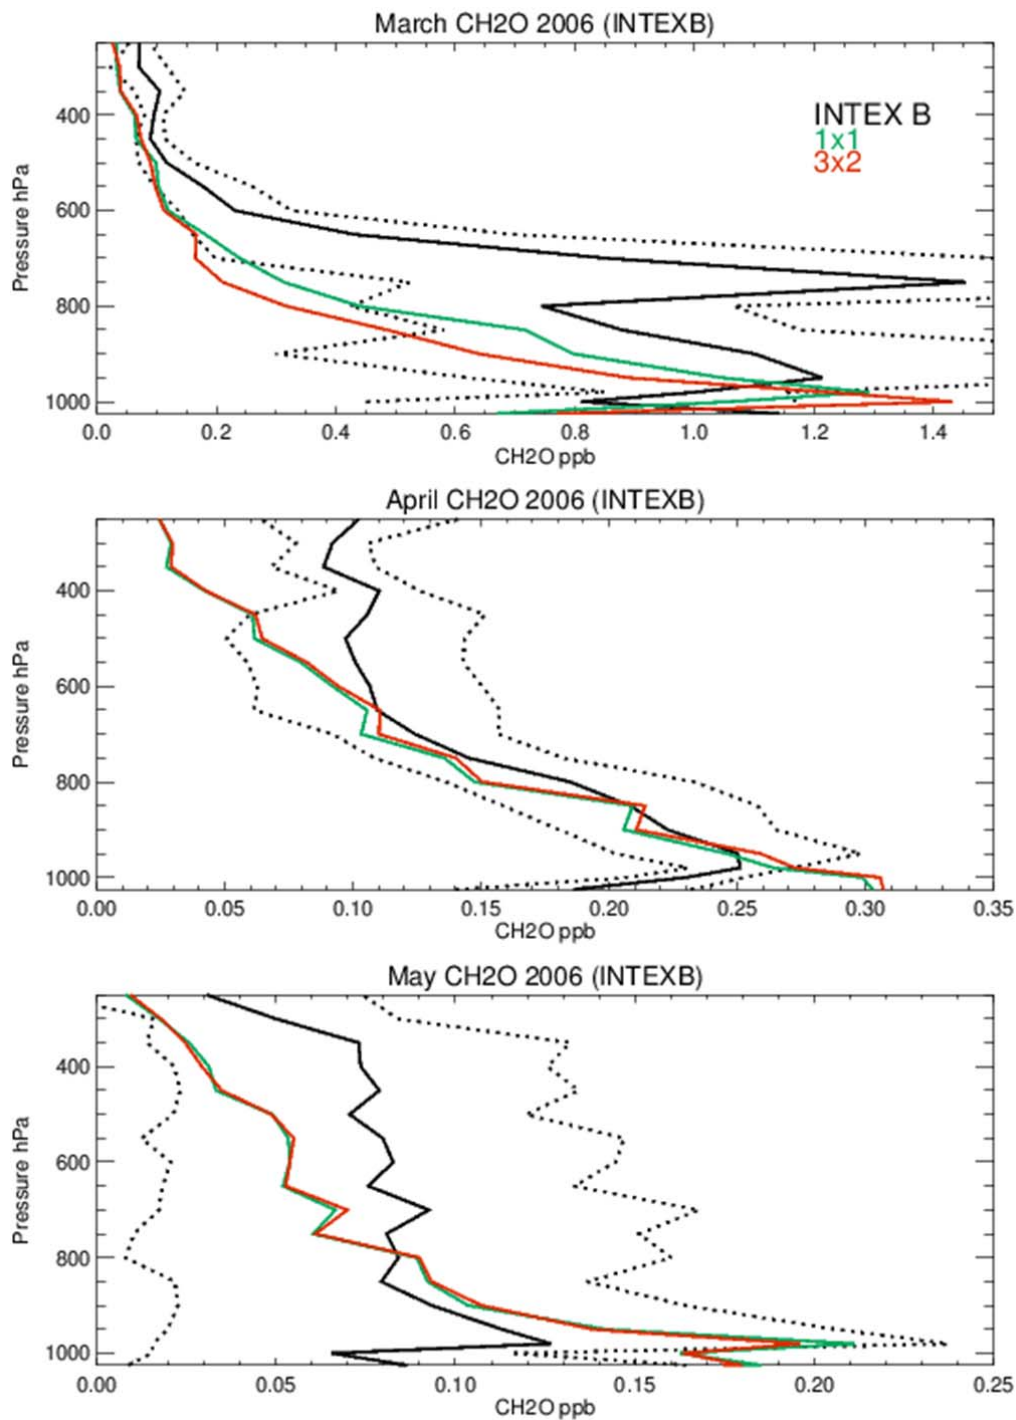 March CH2O 2006 (INTEXB)
INTEX B
1x1
3x2
Pressure hPa
400
600
800
1000
0.0 0.2 0.4 0.6 0.8 1.0 1.2 1.4
CH2O ppb
April CH2O 2006 (INTEXB)
Pressure hPa
400
600
800
1000
0.00 0.05 0.10 0.15 0.20 0.25 0.30 0.35
CH2O ppb
May CH2O 2006 (INTEXB)
Pressure hPa
400
600
800
1000
0.00 0.05 0.10 0.15 0.20 0.25
CH2O ppb